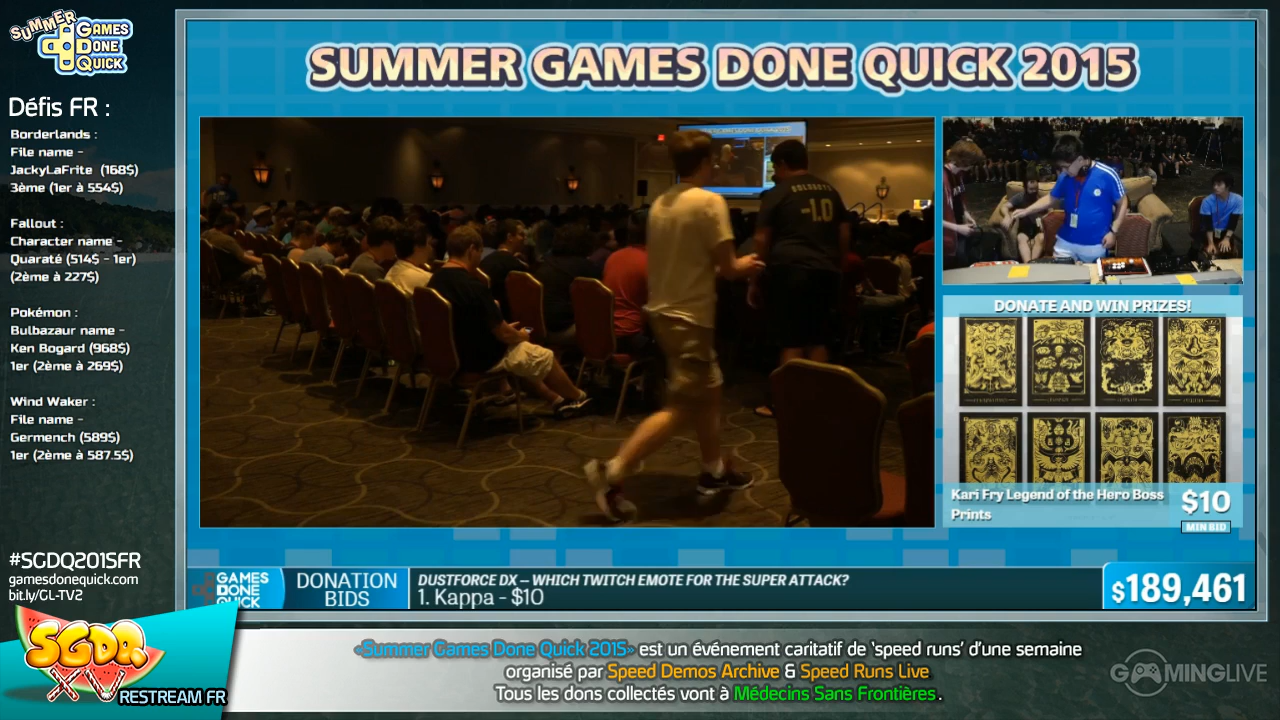 SUMMER
GAMES
DONE
QUICK
Défis FR :
Borderlands :
File name -
JackyLaFrite (168$)
3ème (1er à 554$)
Fallout :
Character name -
Quaraté (514$ - 1er)
(2ème à 227$)
Pokémon :
Bulbazaur name -
Ken Bogard (968$)
1er (2ème à 269$)
Wind Waker :
File name -
Germench (589$)
1er (2ème à 587.5$)
#SGDQ2015FR
gamesdonequick.com
bit.ly/GL-TV2
SGDQ
RESTREAM FR
SUMMER GAMES DONE QUICK 2015
-1.0
DONATE AND WIN PRIZES!
Kari Fry Legend of the Hero Boss
Prints
$10
MIN BID
GAMES
DONE
QUICK
DONATION
BIDS
DUSTFORCE DX – WHICH TWITCH EMOTE FOR THE SUPER ATTACK?
1. Kappa - $10
$189,461
«Summer Games Done Quick 2015» est un événement caritatif de 'speed runs' d'une semaine
organisé par Speed Demos Archive & Speed Runs Live
Tous les dons collectés vont à Médecins Sans Frontières.
GAMINGLIVE